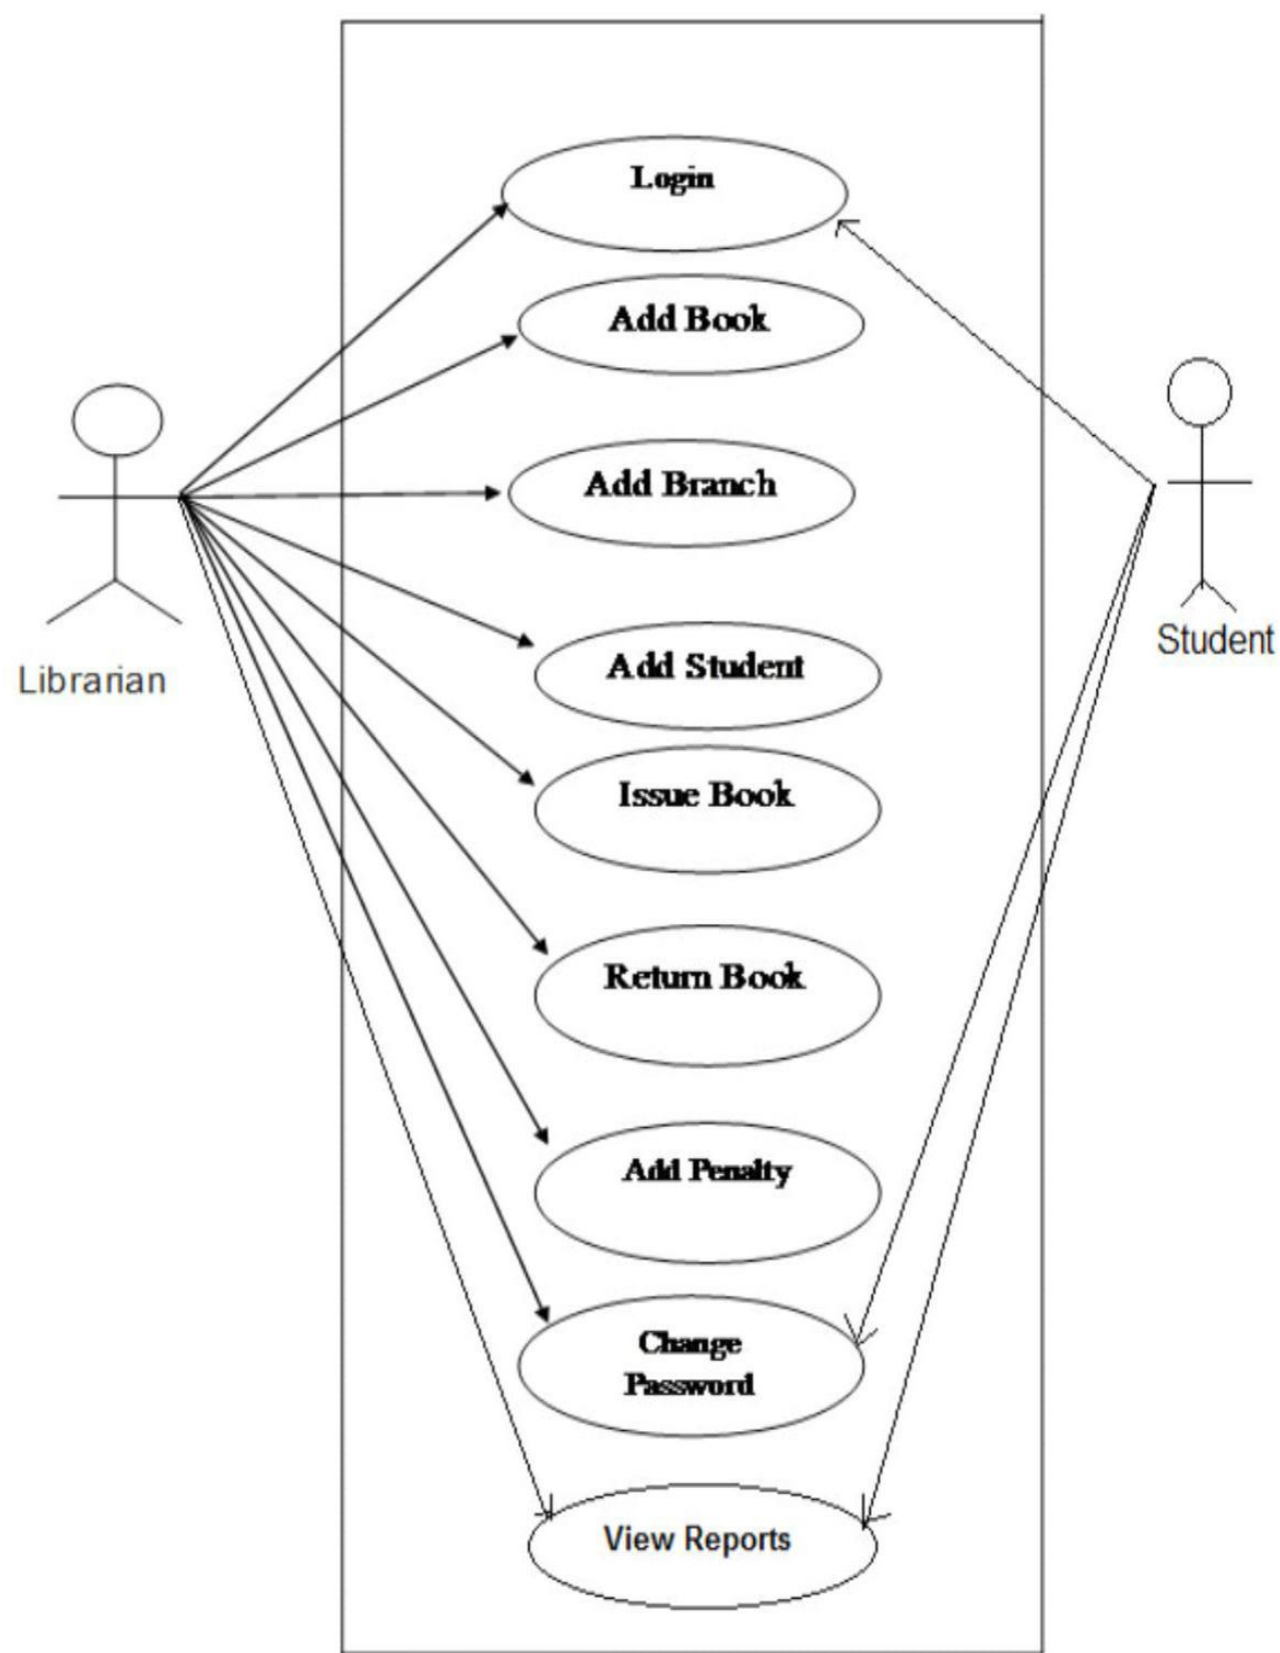 Login
Add Book
Add Branch
Add Student
Student
Librarian
Issue Book
Return Book
Add Penalty
Change
Password
View Reports